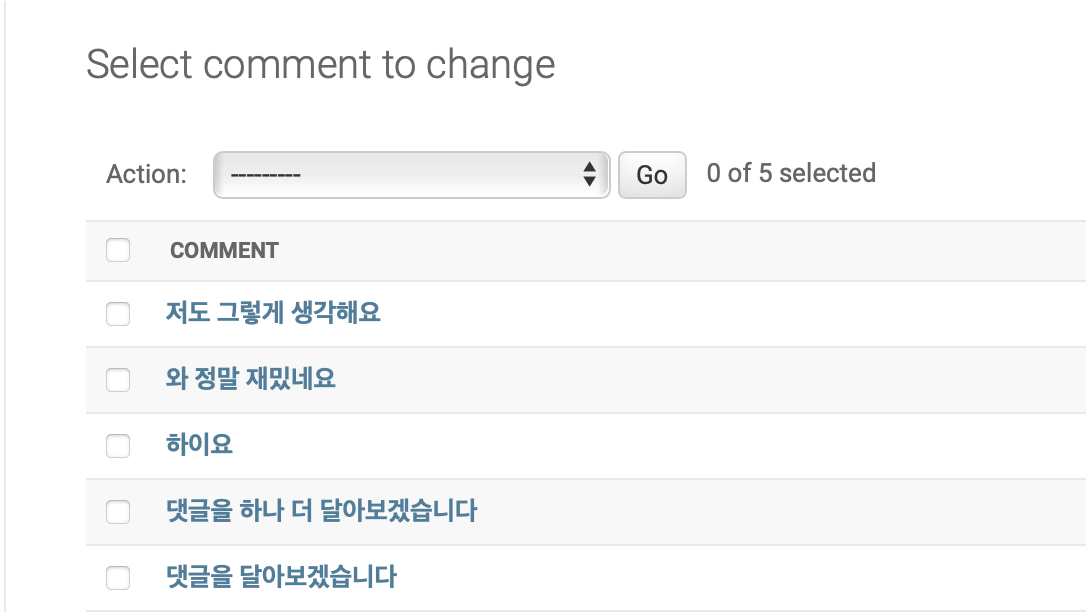 Select comment to change
Action: --------- Go 0 of 5 selected
COMMENT
저도 그렇게 생각해요
와 정말 재밌네요
하이요
댓글을 하나 더 달아보겠습니다
댓글을 달아보겠습니다